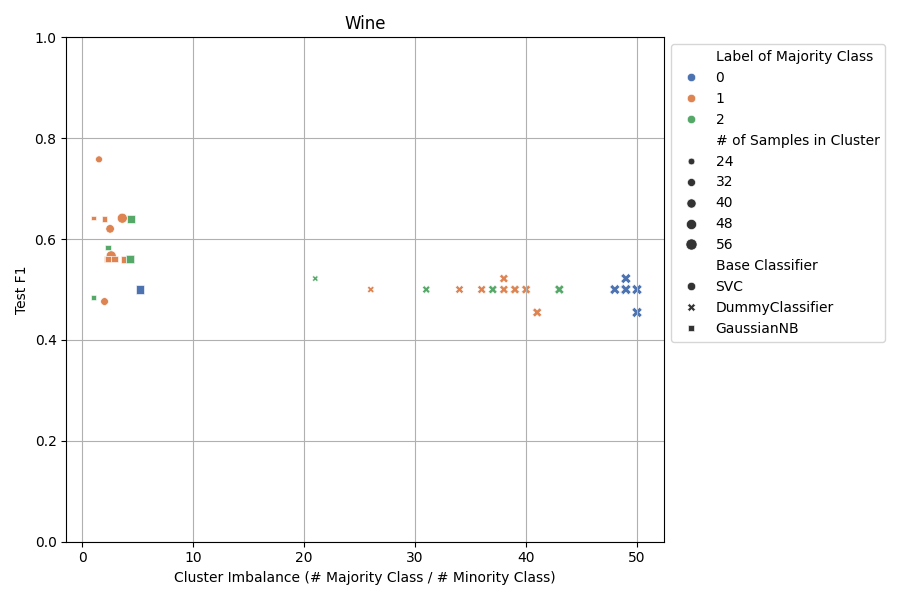 Wine
Test F1
1.0
0.8
0.6
0.4
0.2
0.0
0 10 20 30 40 50
Cluster Imbalance (# Majority Class / # Minority Class)
Label of Majority Class
0
1
2
# of Samples in Cluster
24
32
40
48
56
Base Classifier
SVC
DummyClassifier
GaussianNB